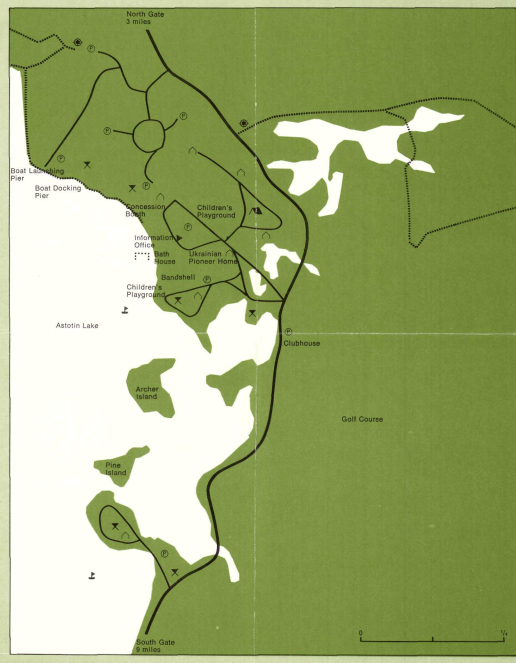 North Gate
3 miles
P
P
P
P
P
P
Boat Launching
Pier
Boat Docking
Pier
Concession
Booth
Children's
Playground
P
Information
Office
Bath
House
Ukrainian
Pioneer Home
Bandshell
P
Children's
Playground
Astotin Lake
P
Clubhouse
Archer
Island
Golf Course
Pine
Island
P
South Gate
9 miles
0